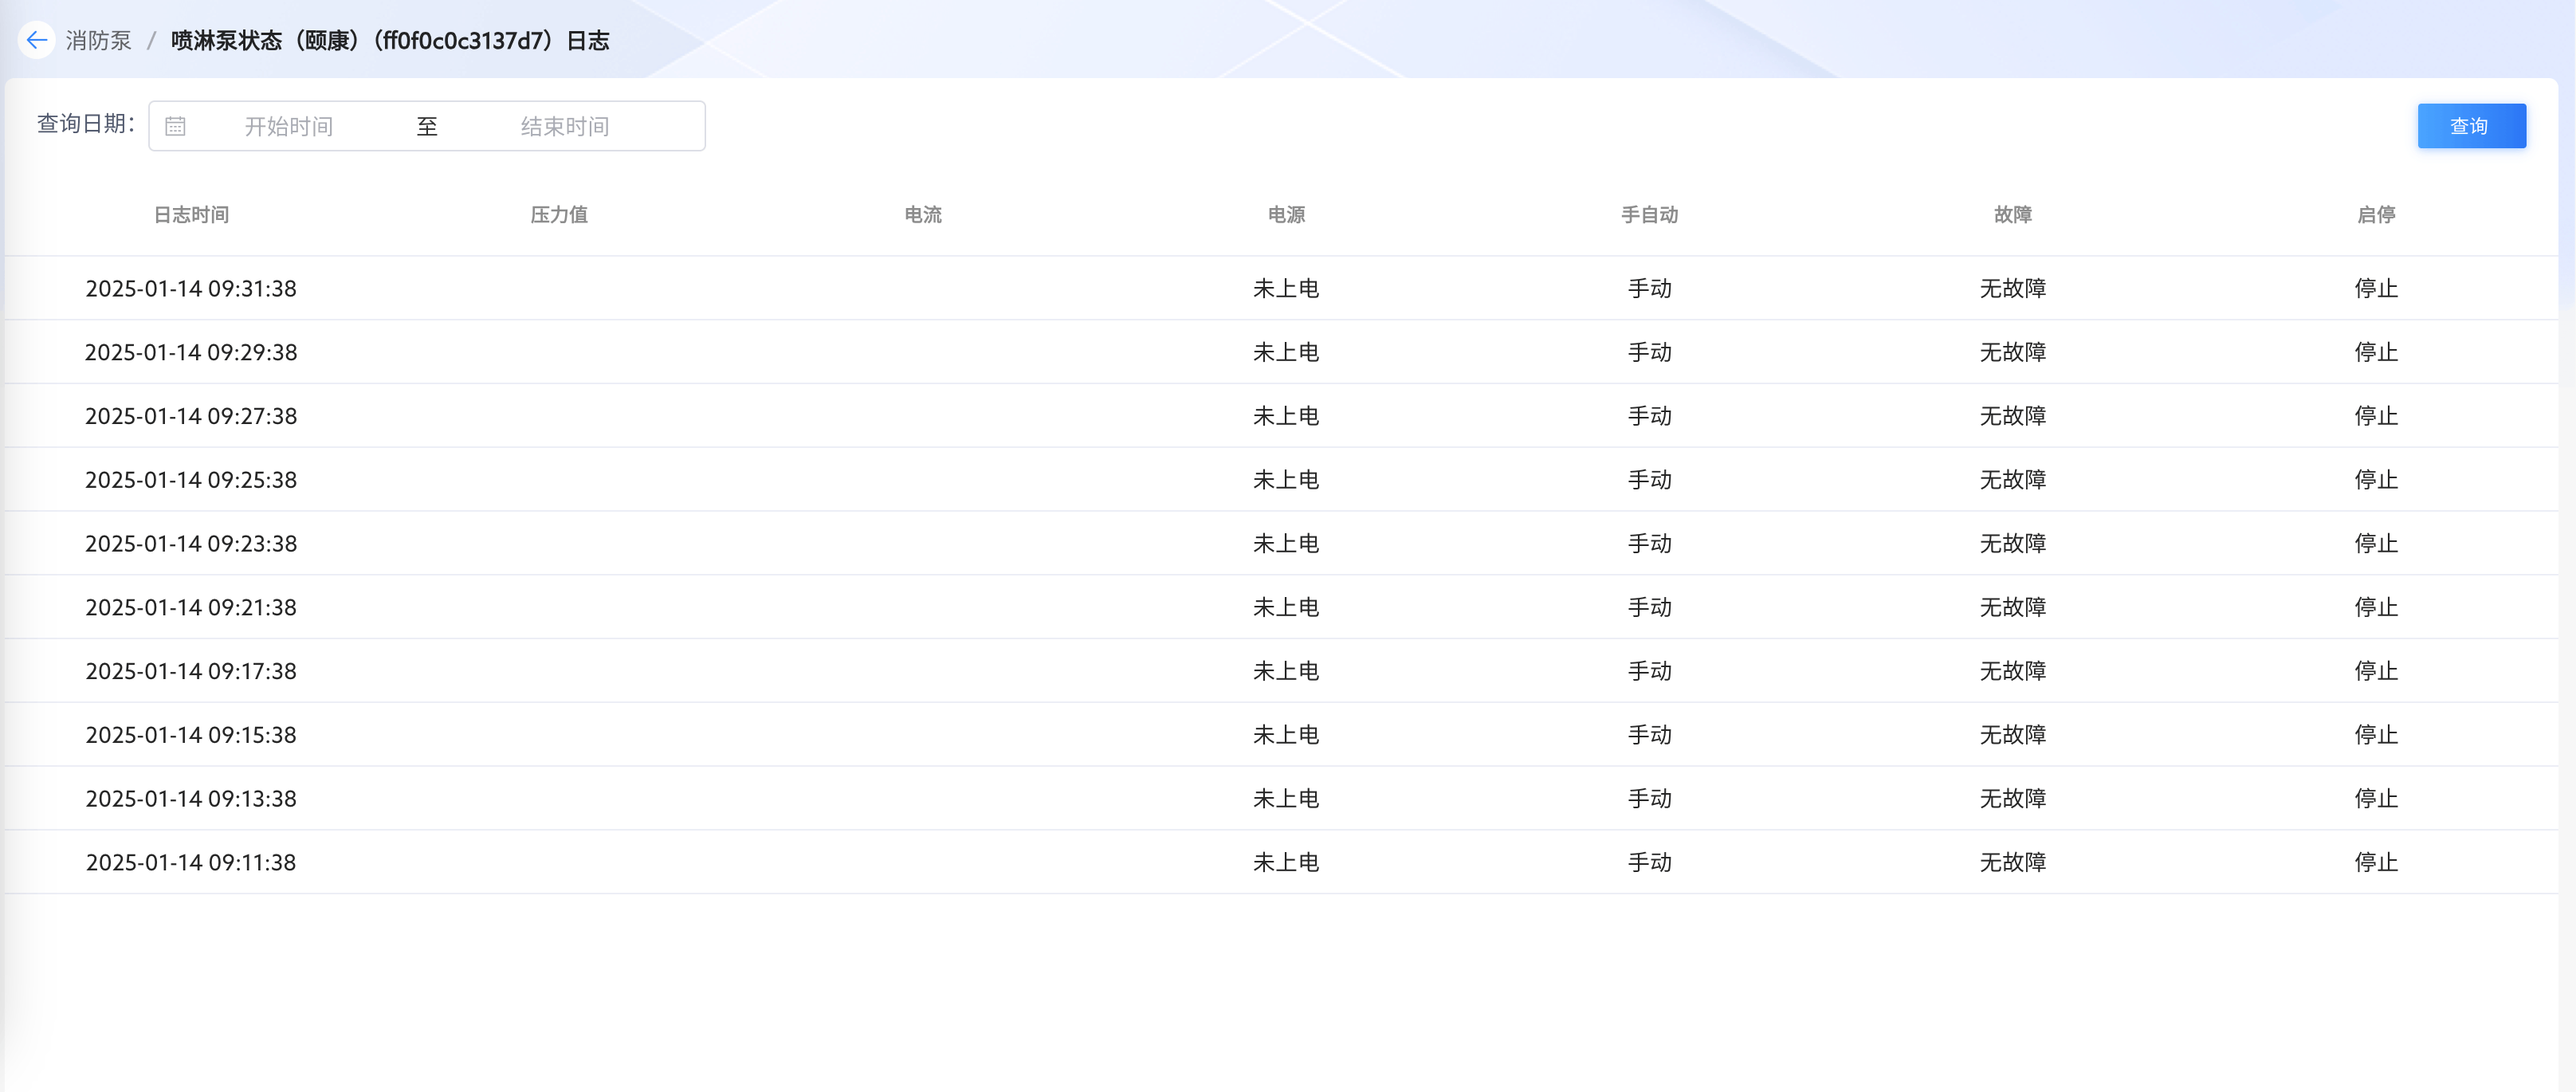 消防泵 / 喷淋泵状态（颐康）（ff0f0c0c3137d7）日志
查询日期： 开始时间 至 结束时间 查询
日志时间 压力值 电流 电源 手自动 故障 启停
2025-01-14 09:31:38 未上电 手动 无故障 停止
2025-01-14 09:29:38 未上电 手动 无故障 停止
2025-01-14 09:27:38 未上电 手动 无故障 停止
2025-01-14 09:25:38 未上电 手动 无故障 停止
2025-01-14 09:23:38 未上电 手动 无故障 停止
2025-01-14 09:21:38 未上电 手动 无故障 停止
2025-01-14 09:17:38 未上电 手动 无故障 停止
2025-01-14 09:15:38 未上电 手动 无故障 停止
2025-01-14 09:13:38 未上电 手动 无故障 停止
2025-01-14 09:11:38 未上电 手动 无故障 停止